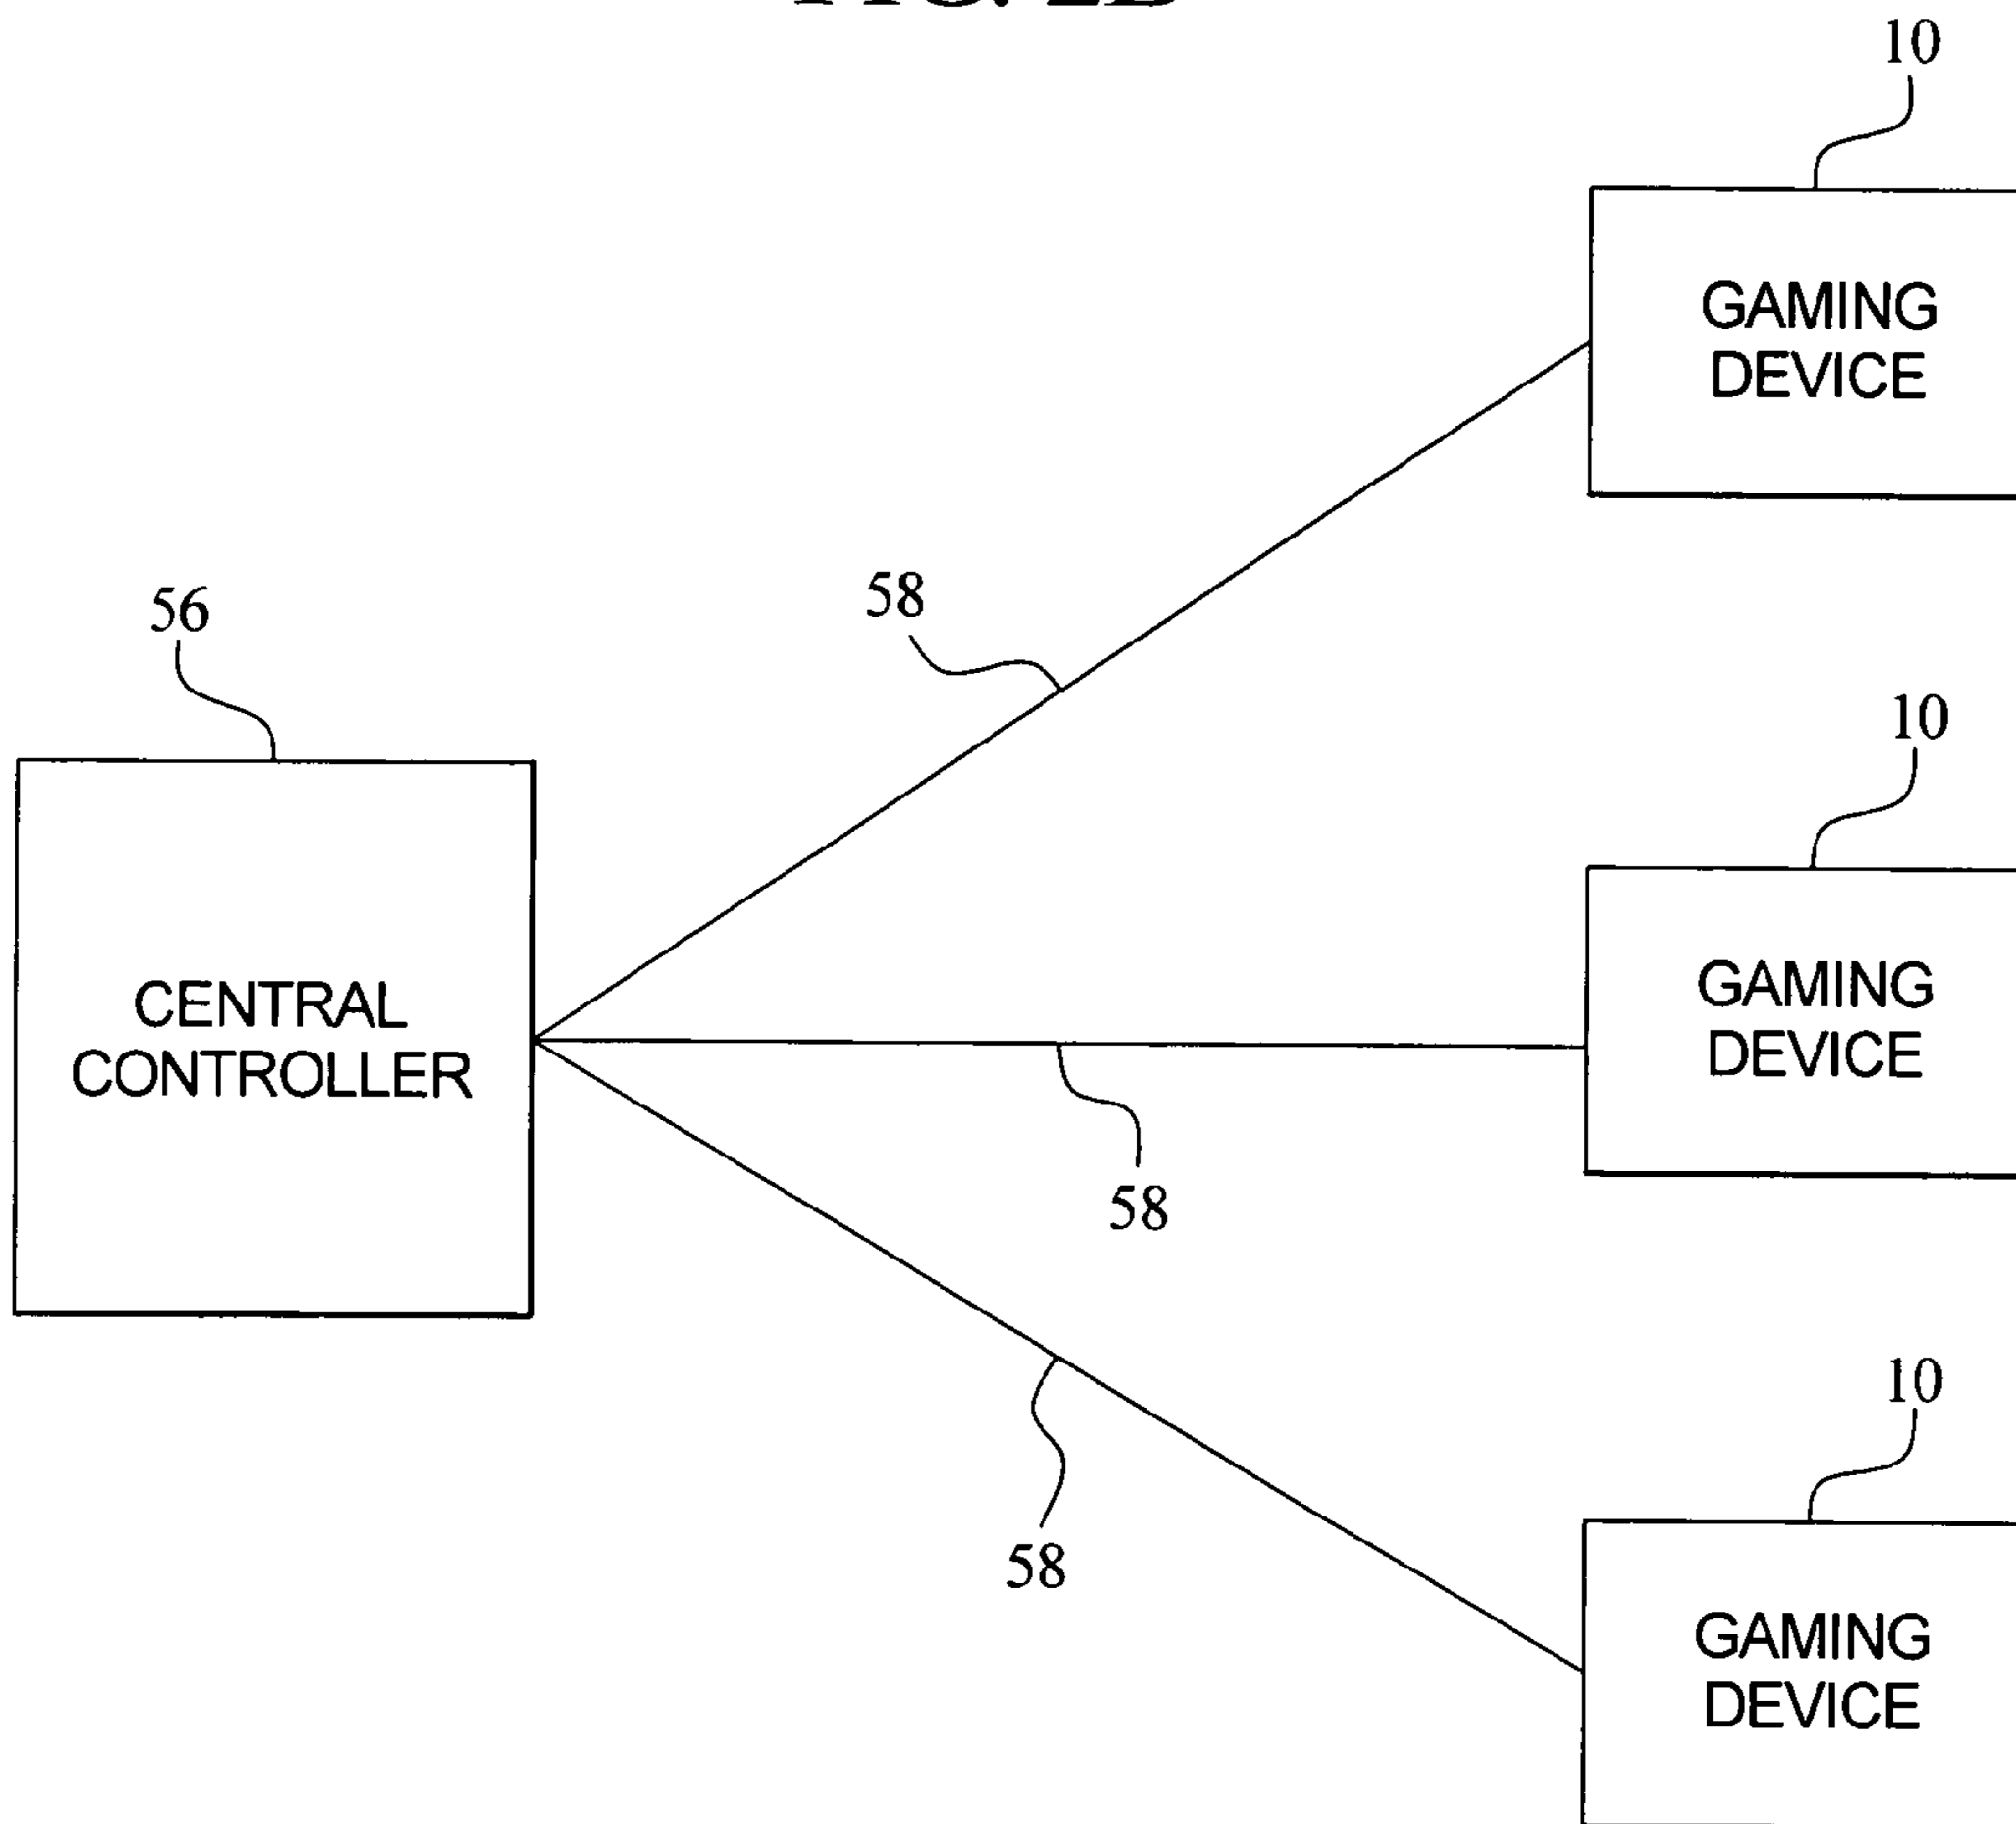 10
GAMING
DEVICE
58
56
10
CENTRAL
CONTROLLER
GAMING
DEVICE
58
10
58
GAMING
DEVICE